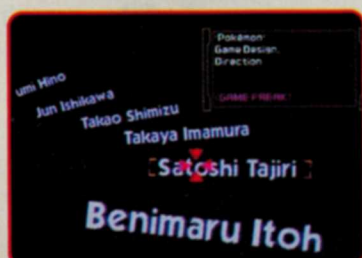 Pokémon:
Game Design,
Direction
GAME FREAK
umi Hino
Jun Ishikawa
Takao Shimizu
Takaya Imamura
[Satoshi Tajiri]
Benimaru Itoh